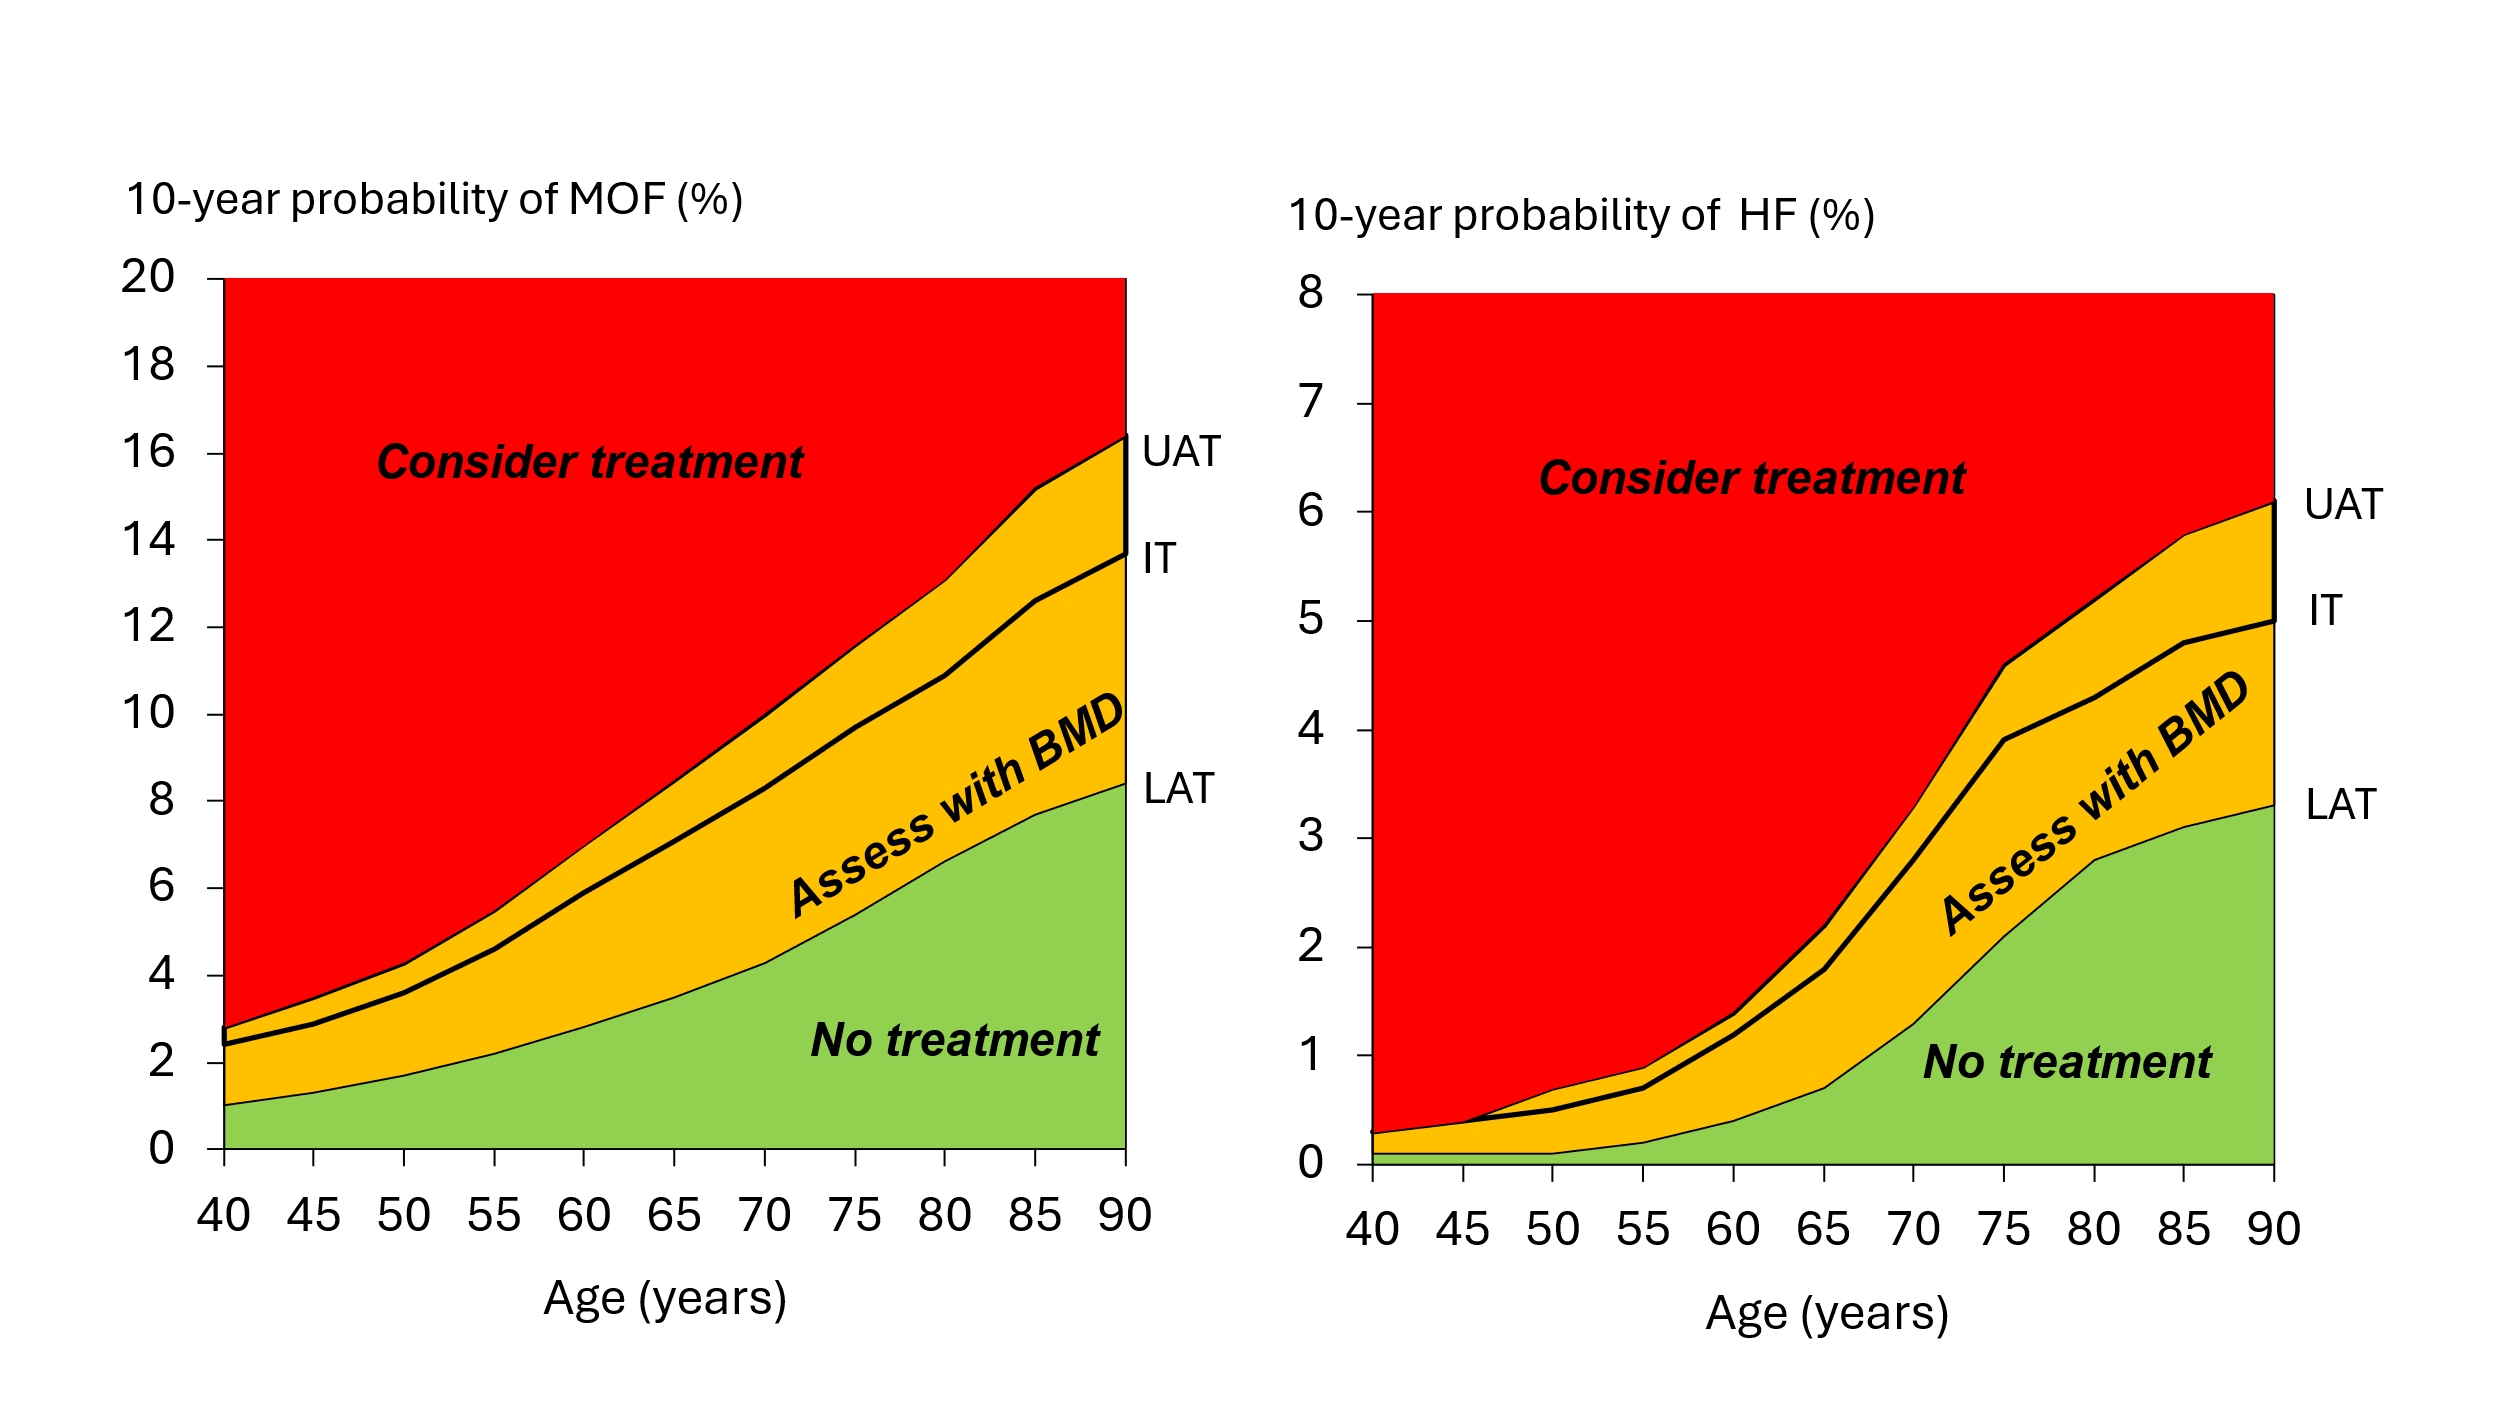 10-year probability of MOF (%)
20
18
16
14
12
10
8
6
4
2
0
Consider treatment
Assess with BMD
No treatment
UAT
IT
LAT
40 45 50 55 60 65 70 75 80 85 90
Age (years)
10-year probability of HF (%)
8
7
6
5
4
3
2
1
0
Consider treatment
Assess with BMD
No treatment
UAT
IT
LAT
40 45 50 55 60 65 70 75 80 85 90
Age (years)